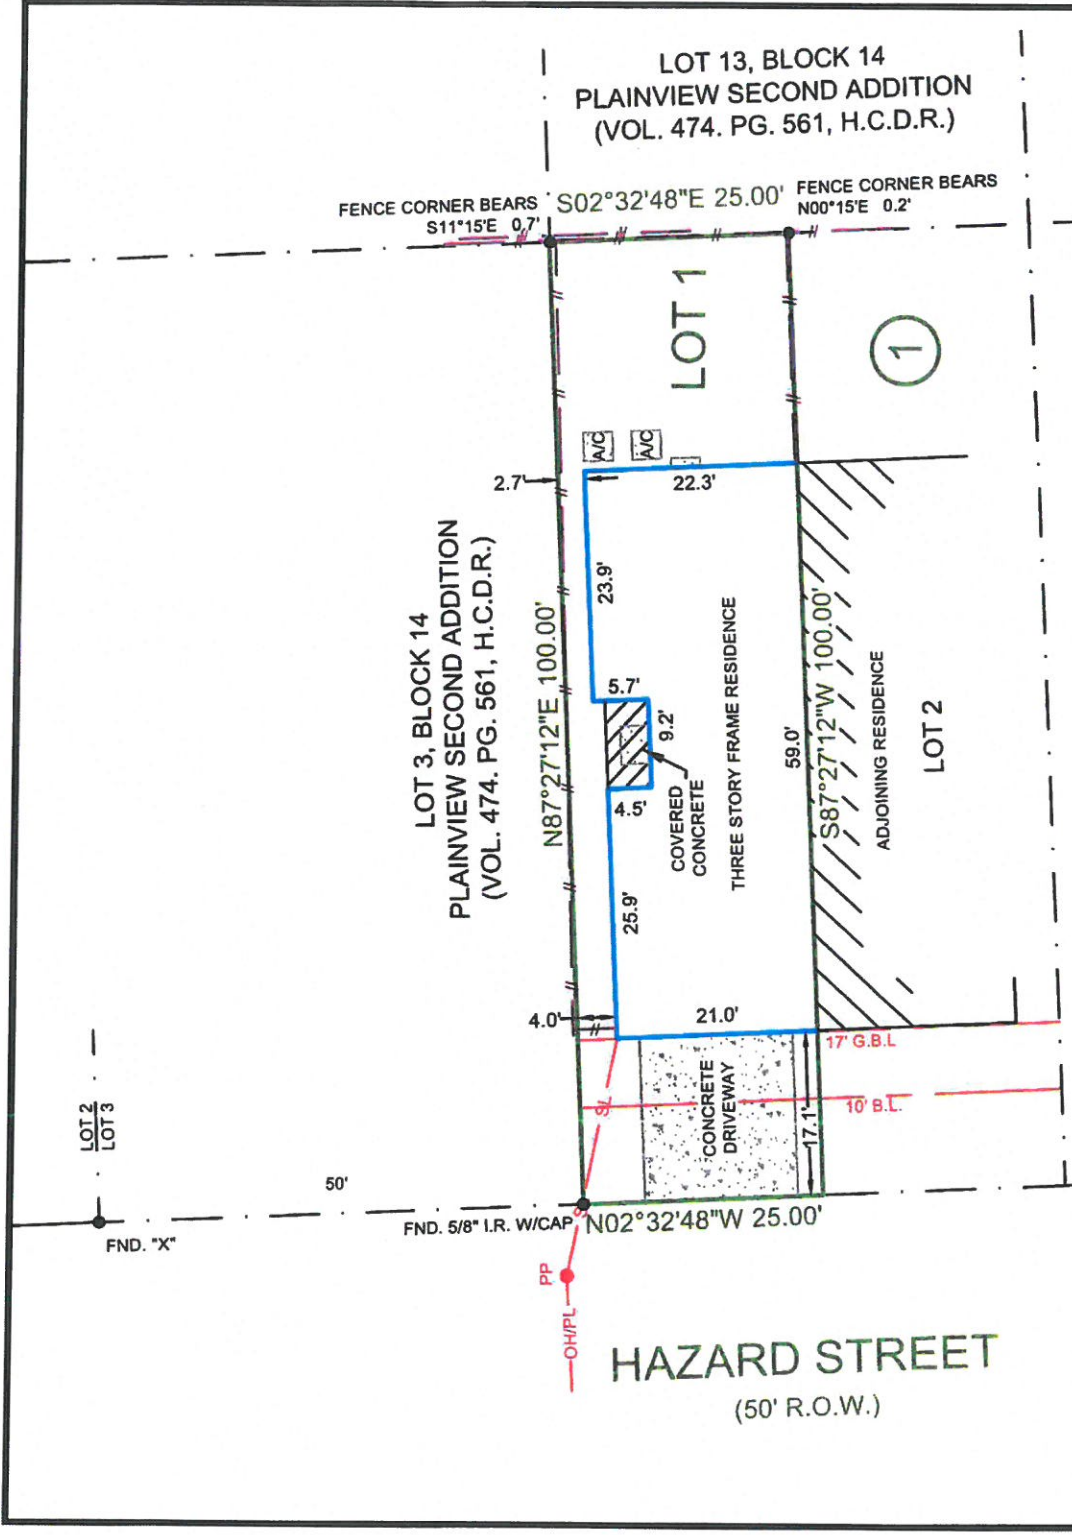 LOT 13, BLOCK 14
PLAINVIEW SECOND ADDITION
(VOL. 474. PG. 561, H.C.D.R.)
FENCE CORNER BEARS
S11°15'E 0.7'
S02°32'48"E 25.00'
FENCE CORNER BEARS
N00°15'E 0.2'
LOT 1
1
A/C
A/C
2.7'
22.3'
LOT 3, BLOCK 14
PLAINVIEW SECOND ADDITION
(VOL. 474. PG. 561, H.C.D.R.)
N87°27'12"E 100.00'
23.9'
5.7'
9.2'
4.5'
COVERED
CONCRETE
THREE STORY FRAME RESIDENCE
59.0'
S87°27'12"W 100.00'
ADJOINING RESIDENCE
LOT 2
25.9'
4.0'
21.0'
17' G.B.L
CONCRETE
DRIVEWAY
17.1'
10' B.L.
SL
LOT 2
LOT 3
50'
FND. "X"
FND. 5/8" I.R. W/CAP
N02°32'48"W 25.00'
PP
OH/PL
HAZARD STREET
(50' R.O.W.)